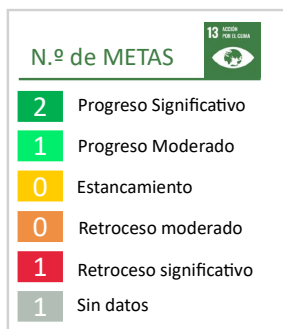 13 ACCIÓN
POR EL CLIMA
N.º de METAS
2 Progreso Significativo
1 Progreso Moderado
0 Estancamiento
0 Retroceso moderado
1 Retroceso significativo
1 Sin datos